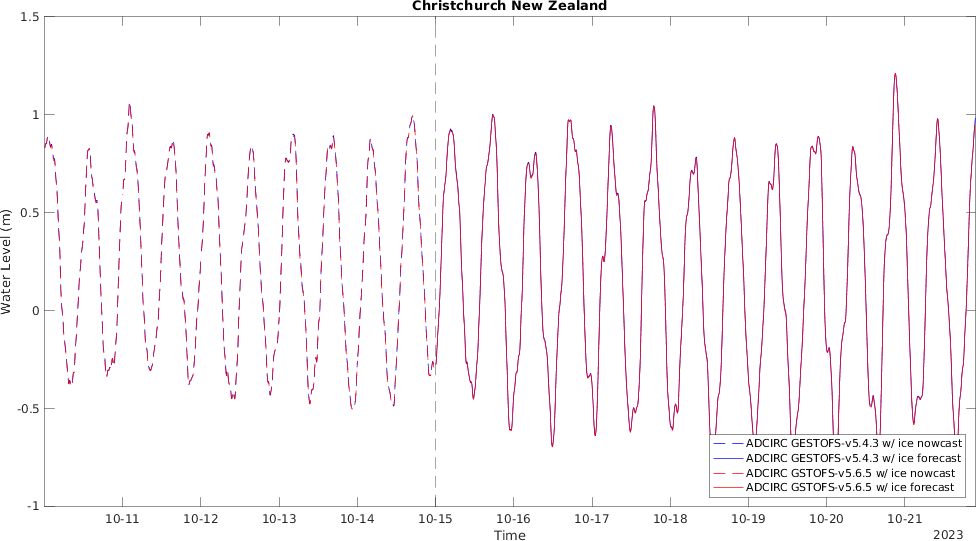 Christchurch New Zealand
1.5
1
0.5
0
-0.5
-1
Water Level (m)
ADCIRC GESTOFS-v5.4.3 w/ ice nowcast
ADCIRC GESTOFS-v5.4.3 w/ ice forecast
ADCIRC GSTOFS-v5.6.5 w/ ice nowcast
ADCIRC GSTOFS-v5.6.5 w/ ice forecast
10-11 10-12 10-13 10-14 10-15 10-16 10-17 10-18 10-19 10-20 10-21
Time
2023